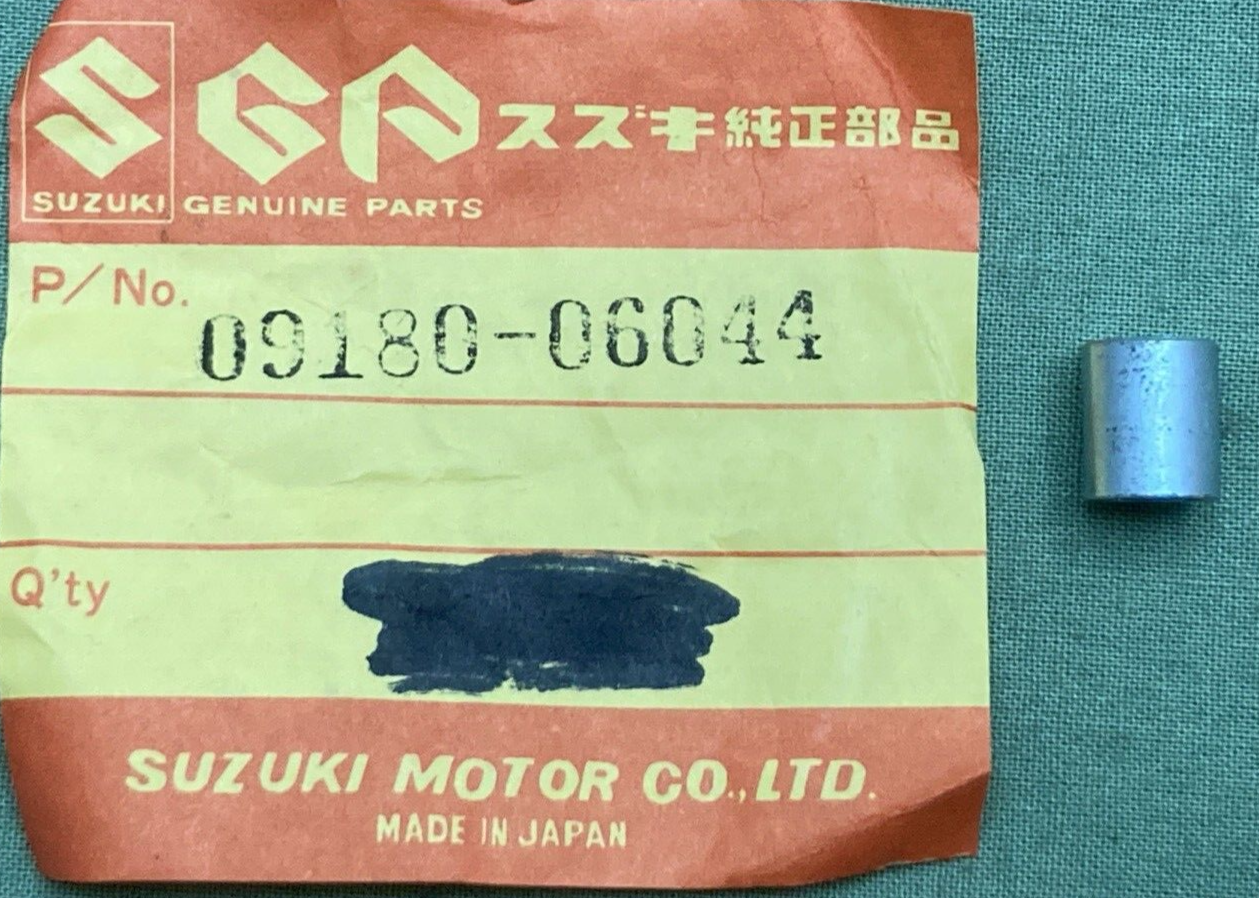 SGP スズキ純正部品
SUZUKI GENUINE PARTS
P/No. 09180-06044
Q'ty
SUZUKI MOTOR CO.,LTD.
MADE IN JAPAN